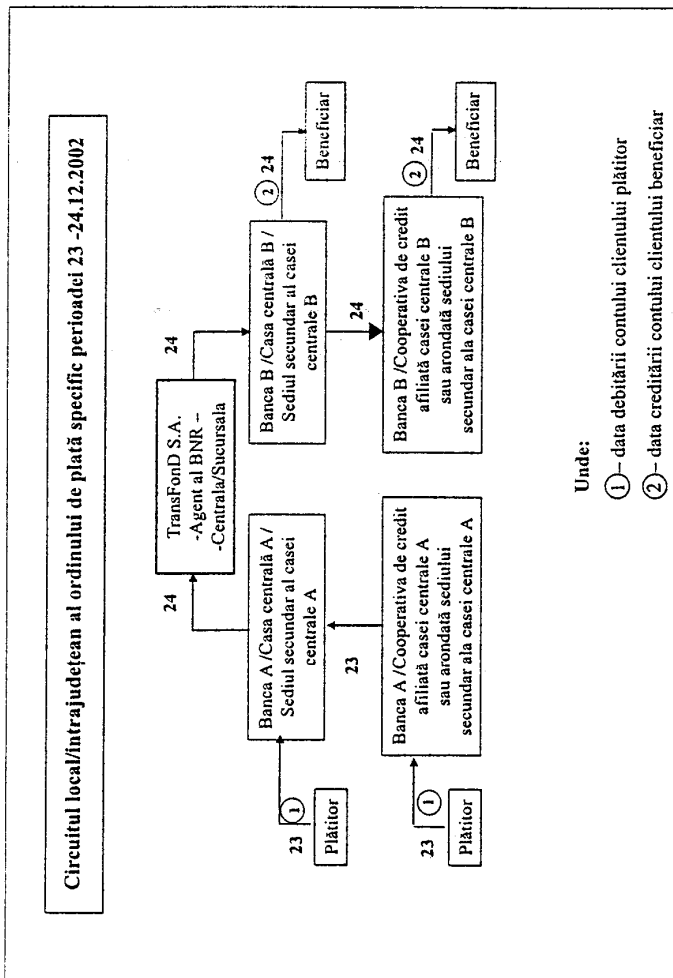 Circuitul local/intrajudețean al ordinului de plată specific perioadei 23 -24.12.2002
TransFonD S.A.
-Agent al BNR –
-Centrala/Sucursala
24
24
Banca A /Casa centrală A /
Sediul secundar al casei
centrale A
Banca B /Casa centrală B /
Sediul secundar al casei
centrale B
23
1
Plătitor
2
24
Beneficiar
23
24
Banca A /Cooperativa de credit
afiliată casei centrale A
sau arondată sediului
secundar ala casei centrale A
Banca B /Cooperativa de credit
afiliată casei centrale B
sau arondată sediului
secundar ala casei centrale B
23
1
Plătitor
2
24
Beneficiar
Unde:
1 – data debitării contului clientului plătitor
2 – data creditării contului clientului beneficiar